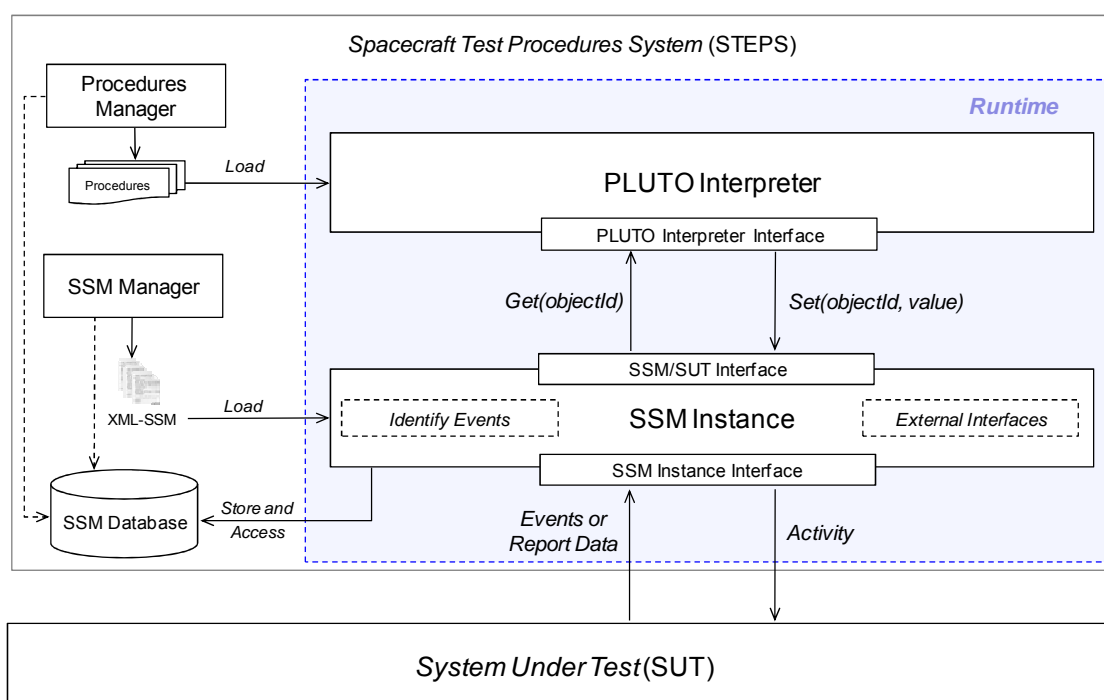 Spacecraft Test Procedures System (STEPS)
Procedures
Manager
Runtime
Load
Procedures
PLUTO Interpreter
PLUTO Interpreter Interface
SSM Manager
Get(objectId)
Set(objectId, value)
SSM/SUT Interface
XML-SSM
Load
Identify Events
SSM Instance
External Interfaces
SSM Instance Interface
SSM Database
Store and
Access
Events or
Report Data
Activity
System Under Test (SUT)